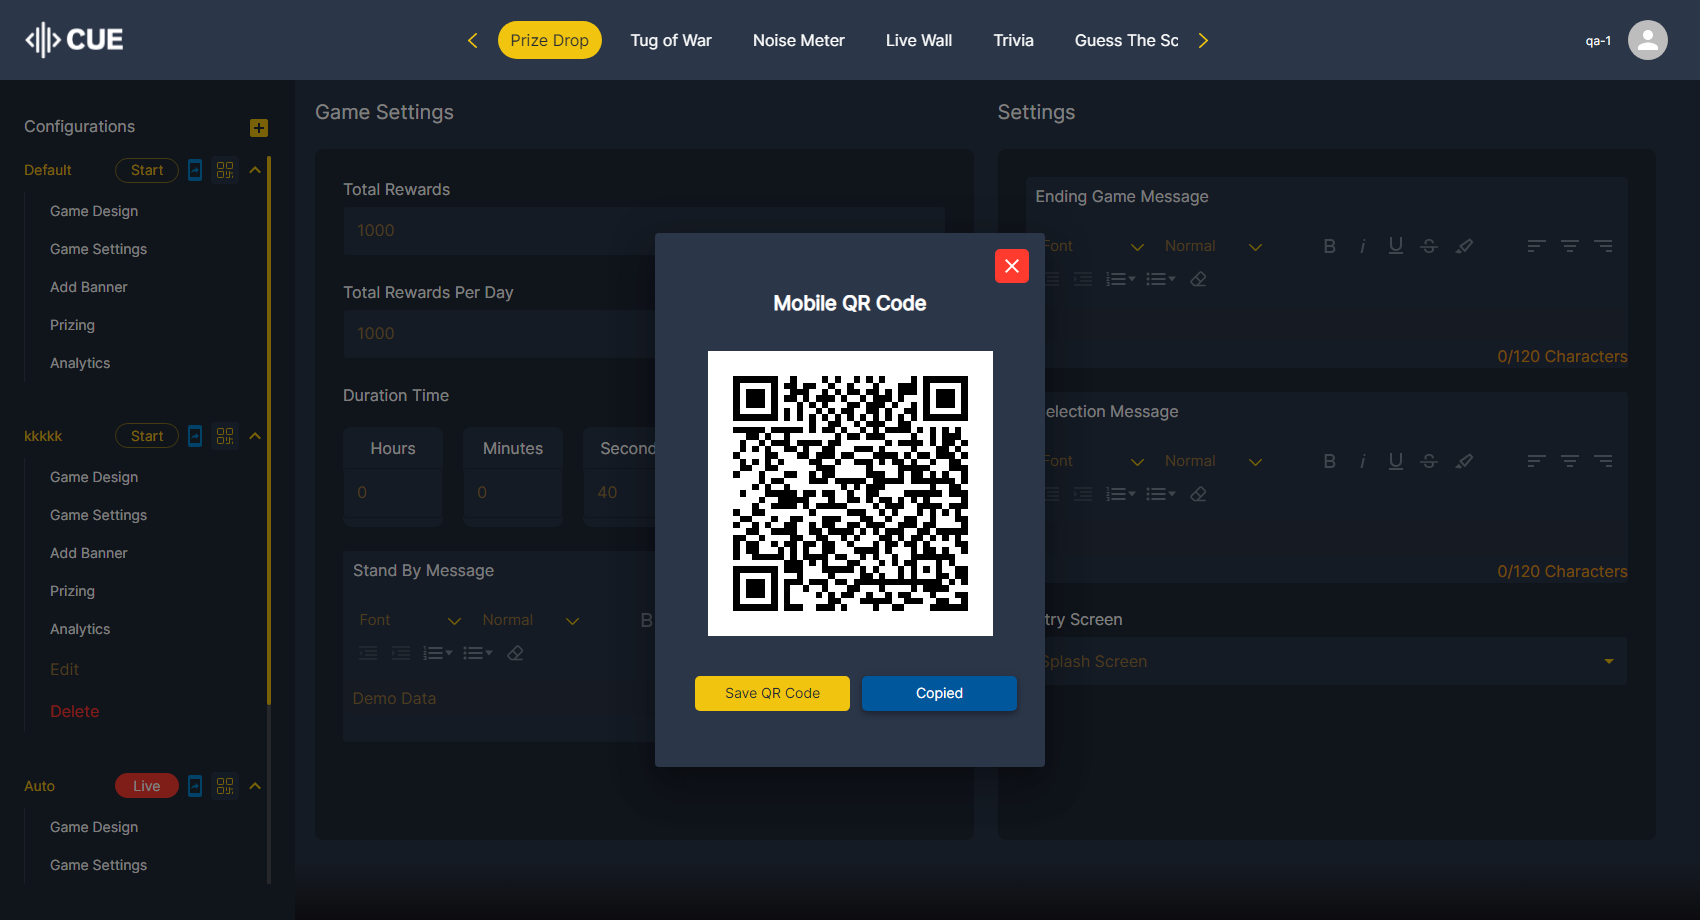 CUE
Prize Drop
Tug of War
Noise Meter
Live Wall
Trivia
Guess The Sc
qa-1
Configurations
Default
Start
Game Design
Game Settings
Add Banner
Prizing
Analytics
kkkkk
Start
Game Design
Game Settings
Add Banner
Prizing
Analytics
Edit
Delete
Auto
Live
Game Design
Game Settings
Game Settings
Total Rewards
1000
Total Rewards Per Day
1000
Duration Time
Hours
Minutes
Second
0
0
40
Stand By Message
Font
Normal
B
Demo Data
Mobile QR Code
Save QR Code
Copied
Settings
Ending Game Message
Font
Normal
B i U S
0/120 Characters
election Message
Font
Normal
B i U S
0/120 Characters
try Screen
Splash Screen